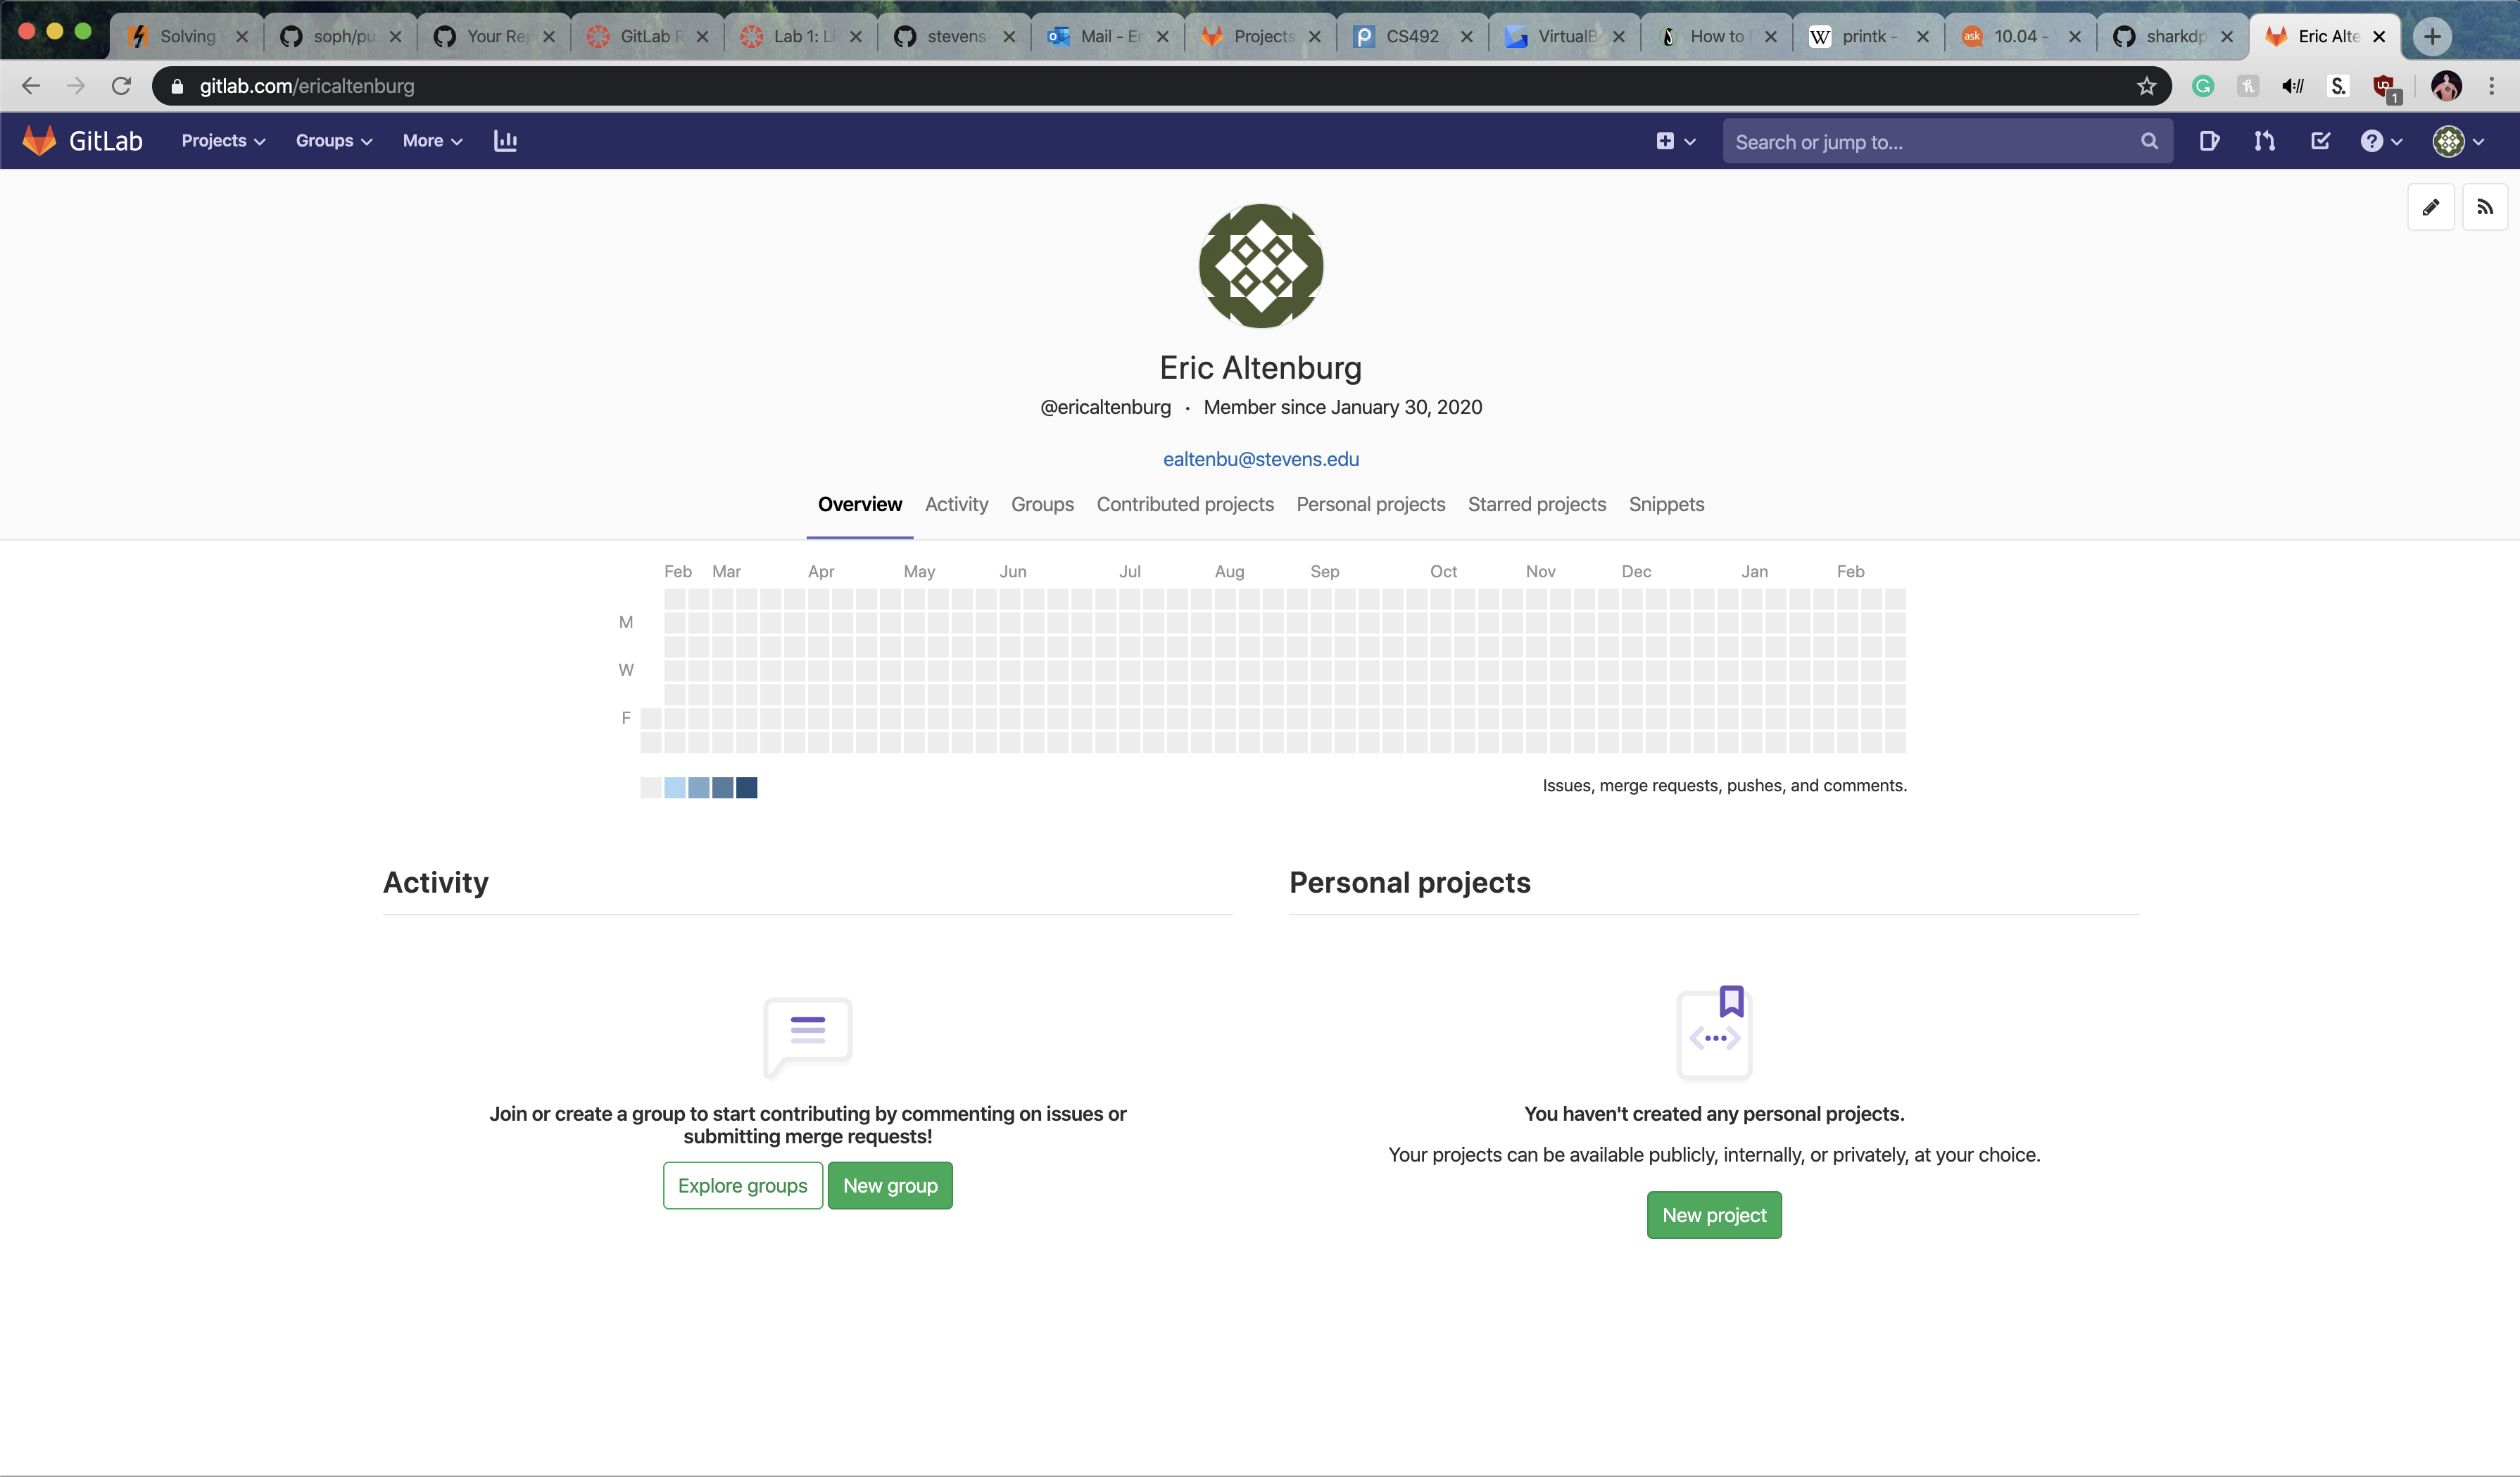 Solving
soph/pu
Your Rep
GitLab R
Lab 1: Li
stevens-
Mail - Er
Projects
CS492
VirtualB
How to
printk -
10.04 -
sharkdp
Eric Alte
gitlab.com/ericaltenburg
1
GitLab
Projects
Groups
More
Search or jump to...
Eric Altenburg
@ericaltenburg · Member since January 30, 2020
ealtenbu@stevens.edu
Overview
Activity
Groups
Contributed projects
Personal projects
Starred projects
Snippets
Feb Mar Apr May Jun Jul Aug Sep Oct Nov Dec Jan Feb
M
W
F
Issues, merge requests, pushes, and comments.
Activity
Personal projects
Join or create a group to start contributing by commenting on issues or
submitting merge requests!
Explore groups
New group
You haven't created any personal projects.
Your projects can be available publicly, internally, or privately, at your choice.
New project